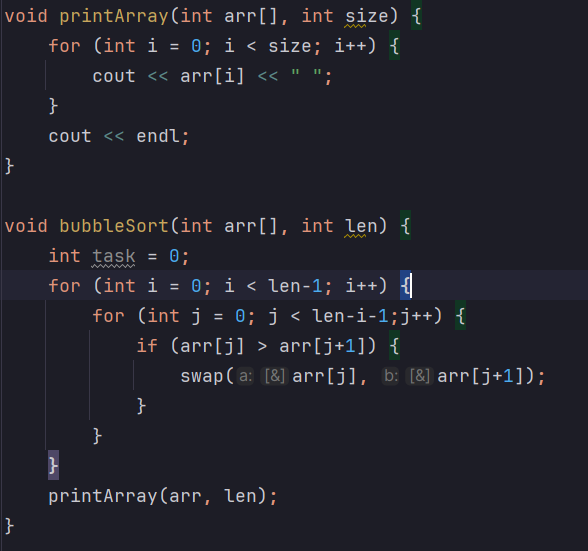 void printArray(int arr[], int size) {
    for (int i = 0; i < size; i++) {
        cout << arr[i] << " ";
    }
    cout << endl;
}

void bubbleSort(int arr[], int len) {
    int task = 0;
    for (int i = 0; i < len-1; i++) {
        for (int j = 0; j < len-i-1;j++) {
            if (arr[j] > arr[j+1]) {
                swap(a: [&] arr[j], b: [&] arr[j+1]);
            }
        }
    }
    printArray(arr, len);
}